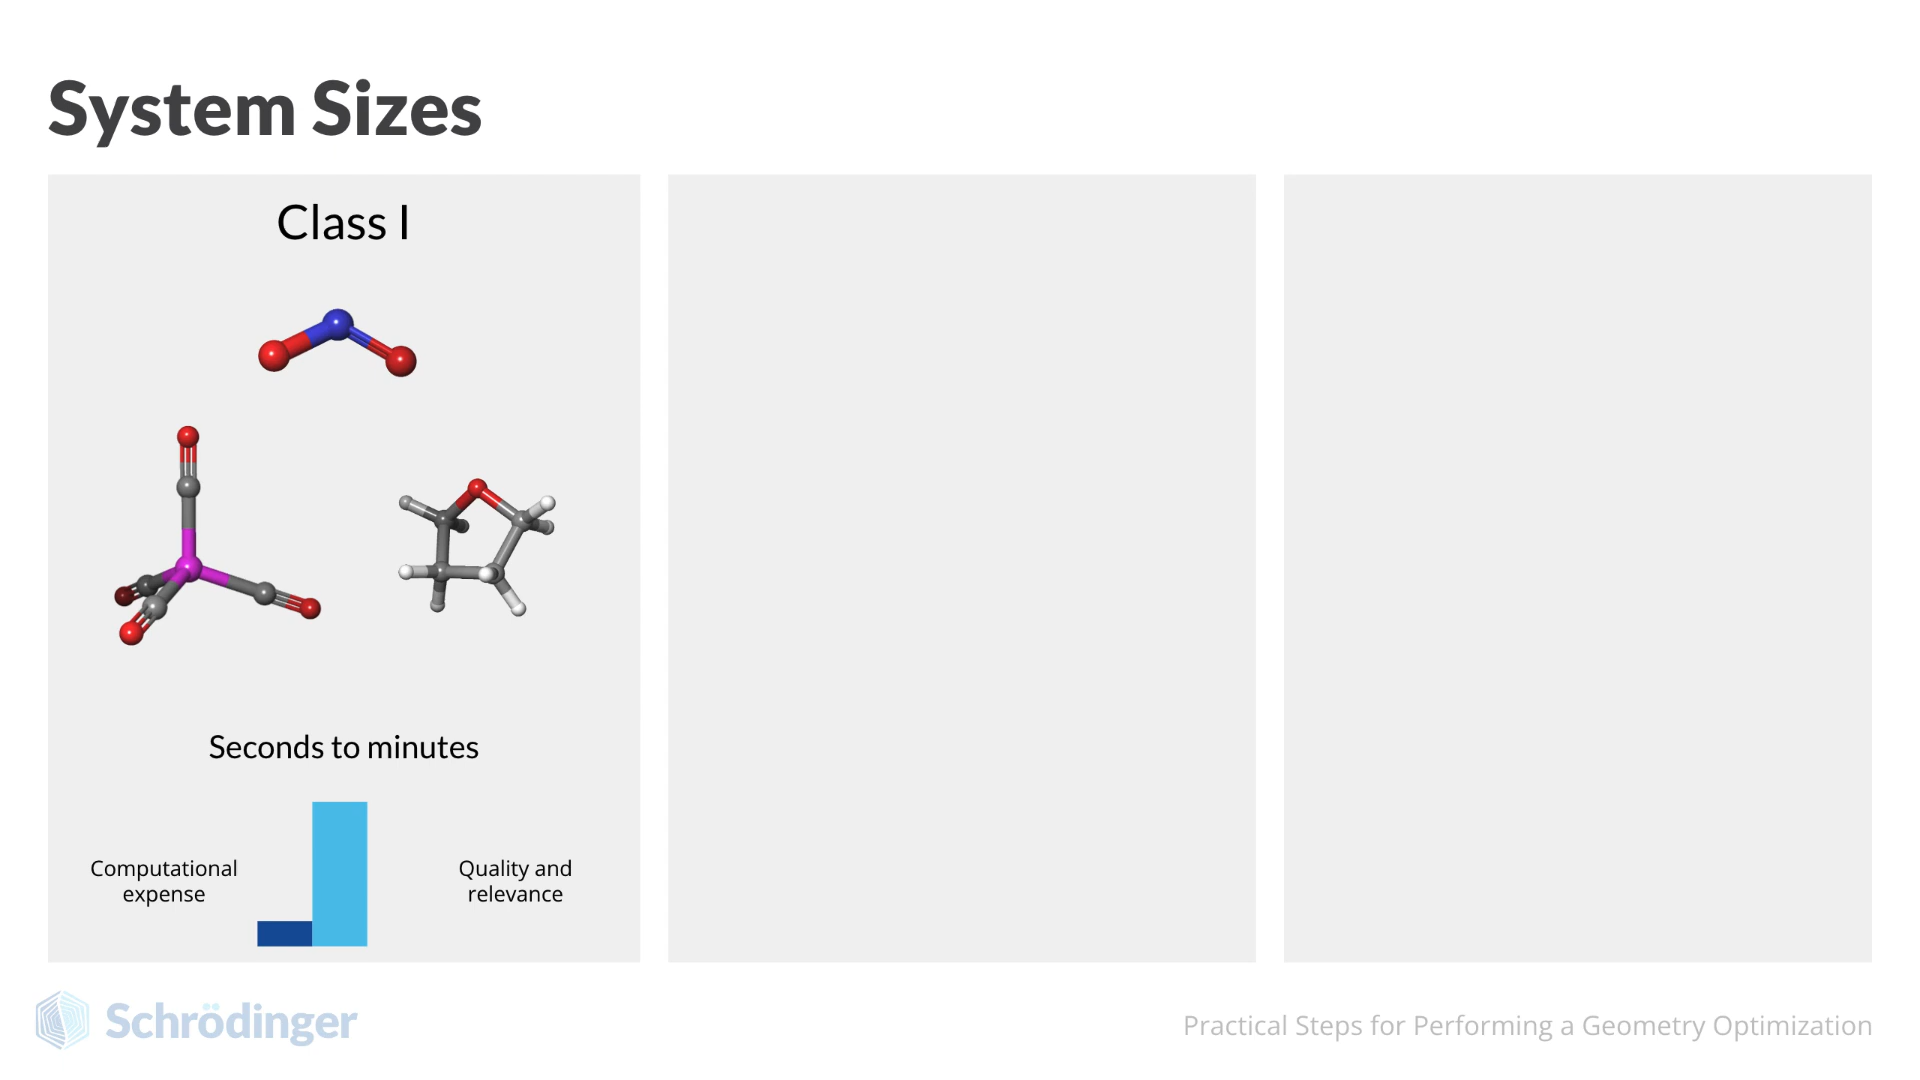 System Sizes
Class I
Seconds to minutes
Computational
expense
Quality and
relevance
Schrödinger
Practical Steps for Performing a Geometry Optimization